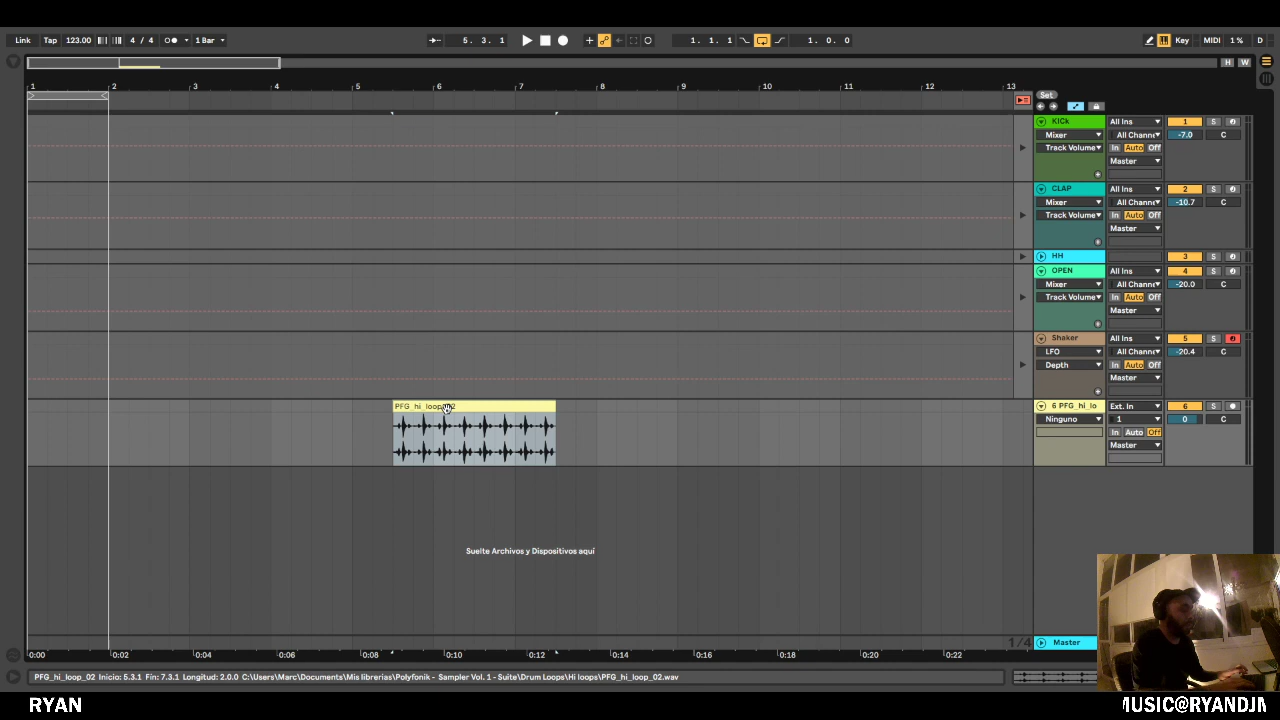 Link Tap 123.00 4 / 4 1 Bar 5. 3. 1 1. 1. 1 1. 0. 0 Key MIDI 1 % D
H W
1 2 3 4 5 6 7 8 9 10 11 12 13
Set
KICk All Ins 1 S
Mixer All Channe -7.0 C
Track Volume In Auto Off
Master
CLAP All Ins 2 S
Mixer All Channe -10.7 C
Track Volume In Auto Off
Master
HH 3 S
OPEN All Ins 4 S
Mixer All Channe -20.0 C
Track Volume In Auto Off
Master
Shaker All Ins 5 S
LFO All Channe -20.4 C
Depth In Auto Off
Master
PFG_hi_loop_02 6 PFG_hi_lo Ext. In 6 S
Ninguno 1 0 C
In Auto Off
Master
Suelte Archivos y Dispositivos aquí
1/4 Master
0:00 0:02 0:04 0:06 0:08 0:10 0:12 0:14 0:16 0:18 0:20 0:22
PFG_hi_loop_02 Inicio: 5.3.1 Fin: 7.3.1 Longitud: 2.0.0 C:\Users\Marc\Documents\Mis librerias\Polyfonik - Sampler Vol. 1 - Suite\Drum Loops\Hi loops\PFG_hi_loop_02.wav
RYAN MUSIC@RYANDJM